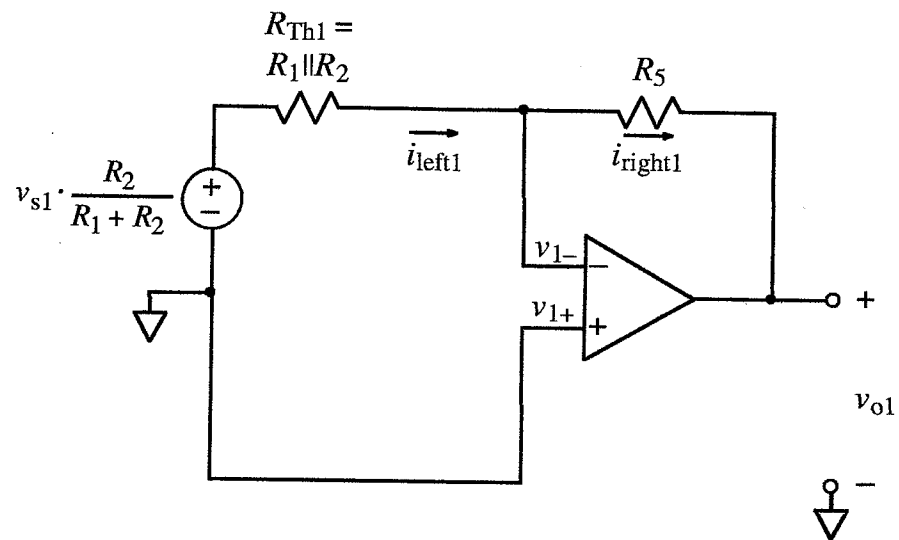 R_Th1 =
R_1||R_2
R_5
i_left1
i_right1
v_s1 · R_2
R_1 + R_2
+
−
v_1−
−
v_1+
+
+
v_o1
−